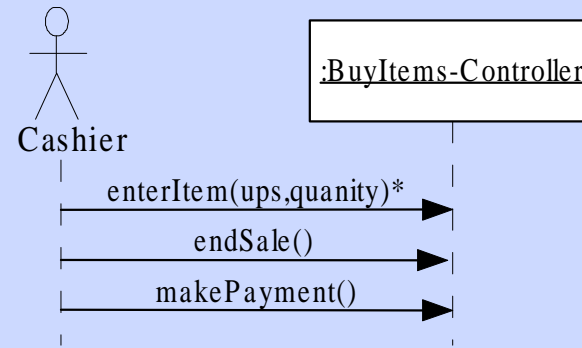 :BuyItems-Controller
Cashier
enterItem(ups,quanity)*
endSale()
makePayment()